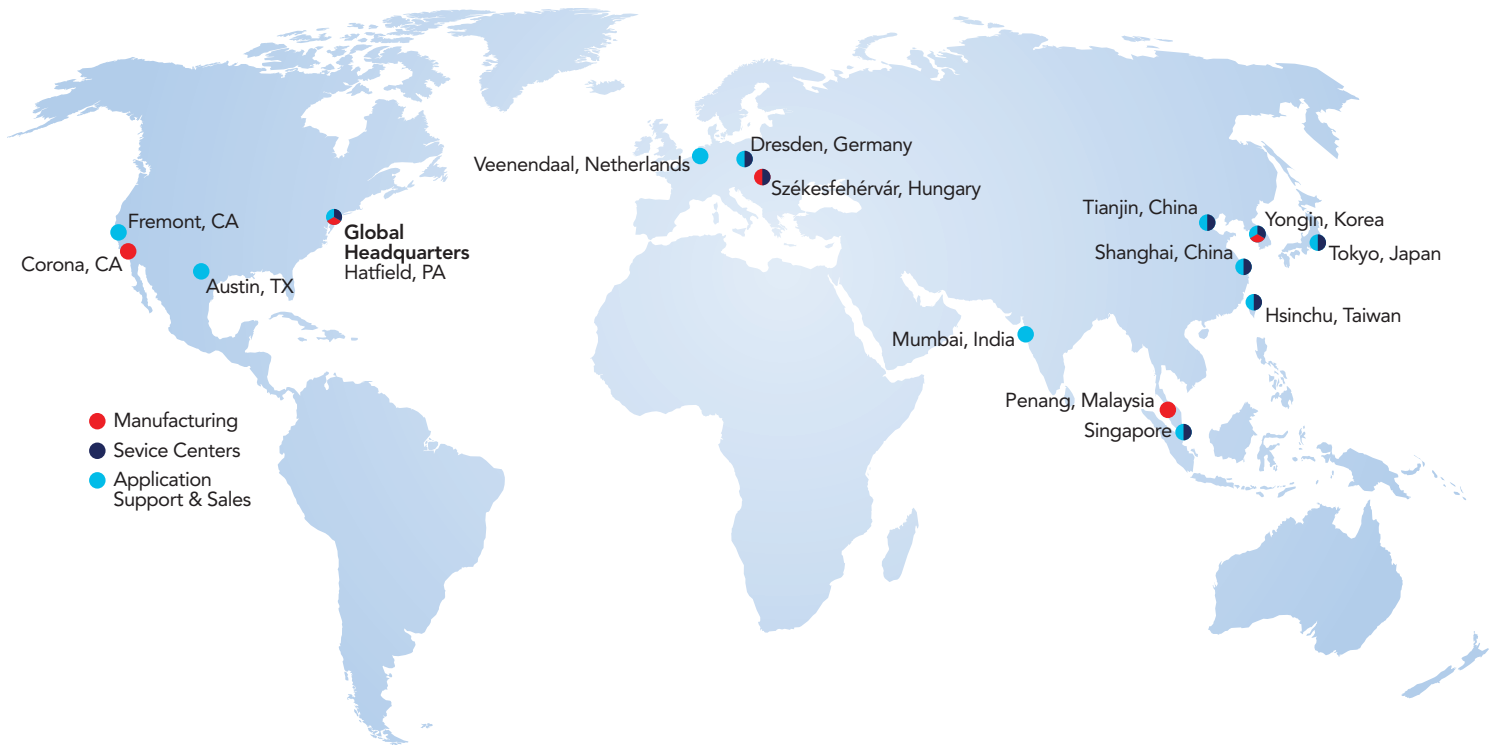 Dresden, Germany
Veenendaal, Netherlands
Székesfehérvár, Hungary
Tianjin, China
Yongin, Korea
Fremont, CA
Global
Headquarters
Hatfield, PA
Shanghai, China
Tokyo, Japan
Corona, CA
Austin, TX
Hsinchu, Taiwan
Mumbai, India
Penang, Malaysia
Singapore
Manufacturing
Sevice Centers
Application
Support & Sales